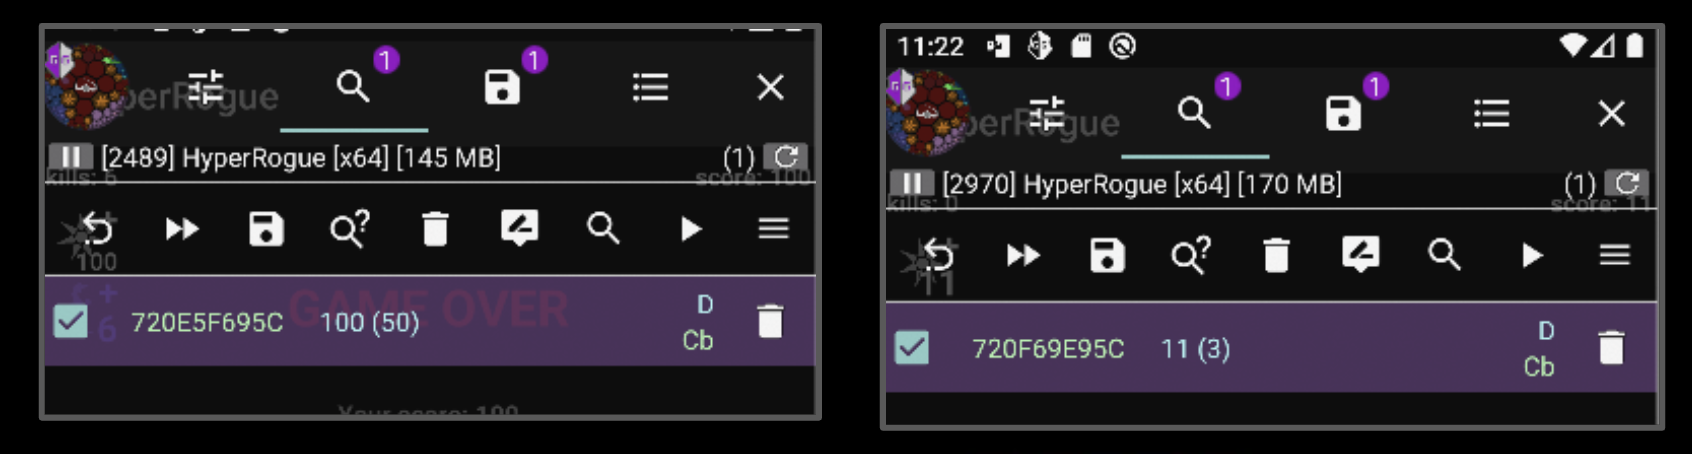 1
1
perRogue
[2489] HyperRogue [x64] [145 MB]
(1)
kills: 6
score: 100
100
GAME OVER
6
720E5F695C
100 (50)
D
Cb
Your score: 100
11:22
1
1
perRogue
[2970] HyperRogue [x64] [170 MB]
(1)
kills: 0
score: 11
11
720F69E95C
11 (3)
D
Cb